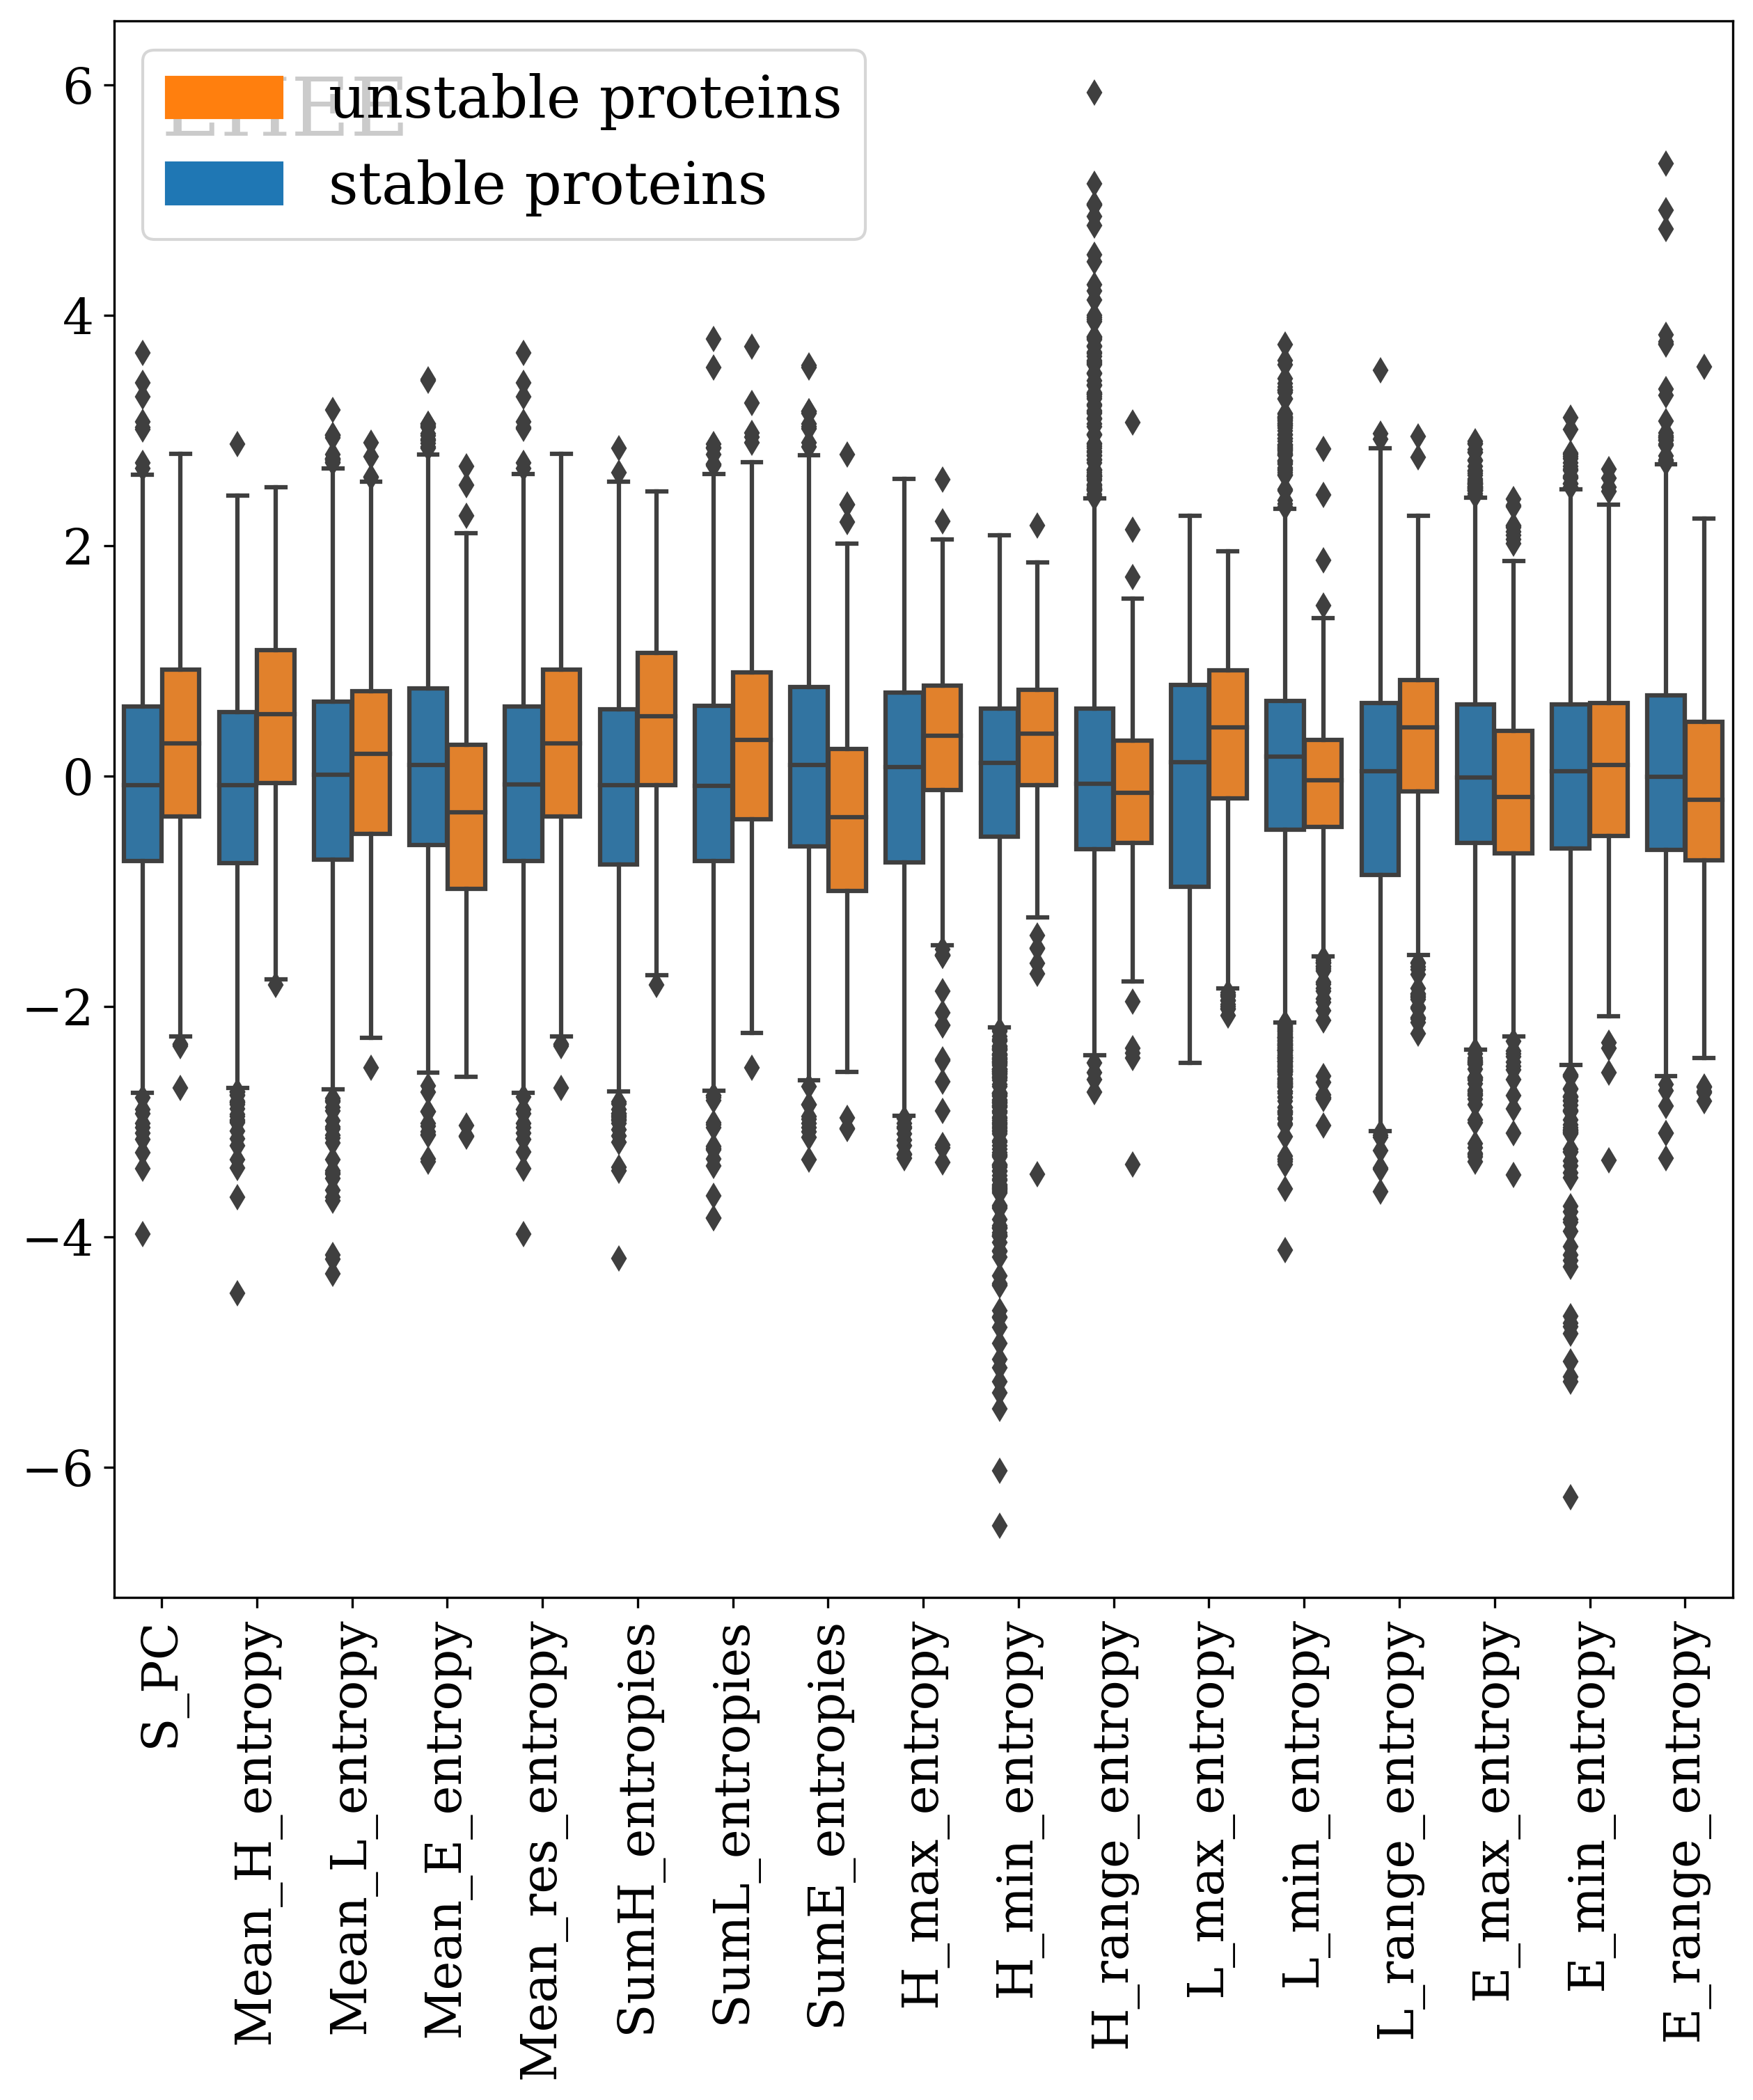 EHEE
unstable proteins
stable proteins
6
4
2
0
−2
−4
−6
S_PC
Mean_H_entropy
Mean_L_entropy
Mean_E_entropy
Mean_res_entropy
SumH_entropies
SumL_entropies
SumE_entropies
H_max_entropy
H_min_entropy
H_range_entropy
L_max_entropy
L_min_entropy
L_range_entropy
E_max_entropy
E_min_entropy
E_range_entropy